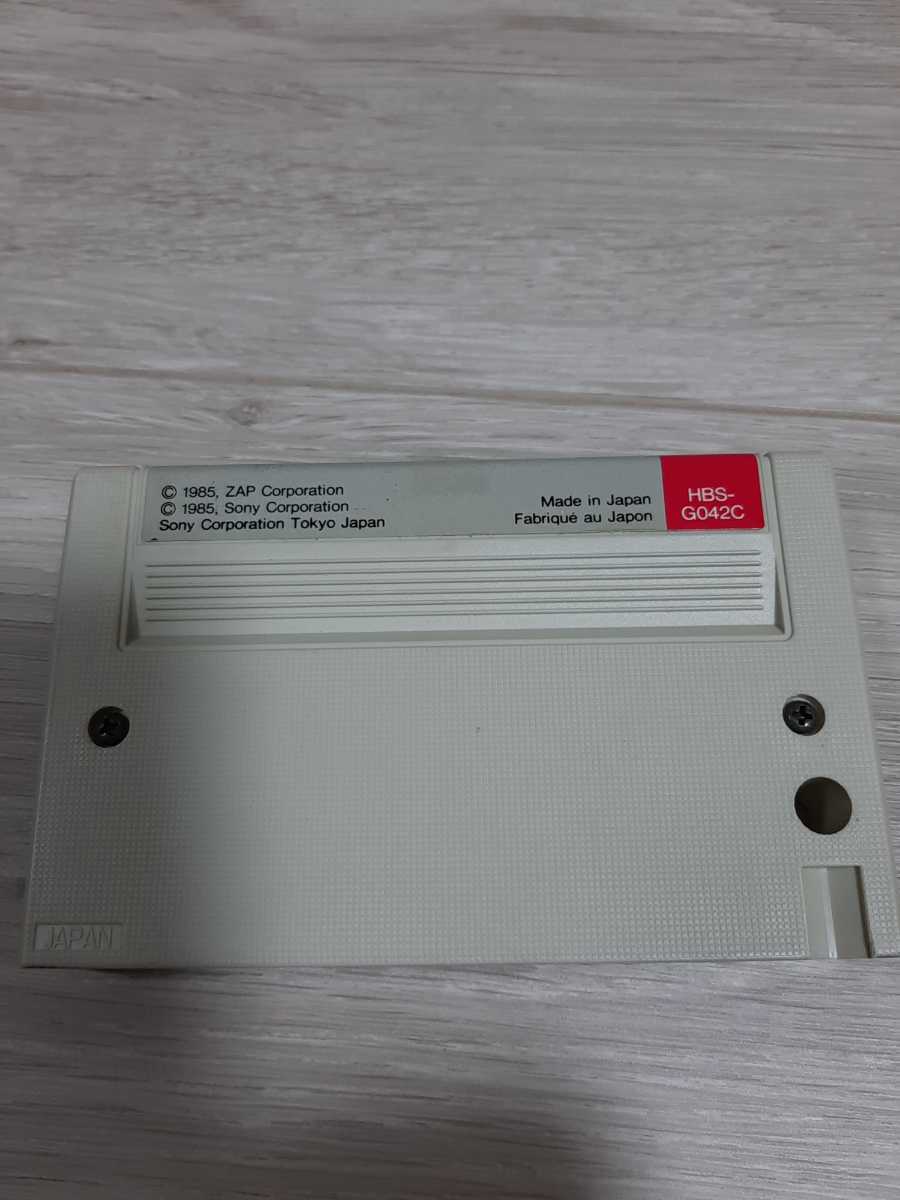 © 1985, ZAP Corporation
© 1985, Sony Corporation
Sony Corporation Tokyo Japan
Made in Japan
Fabriqué au Japon
HBS-
G042C
JAPAN